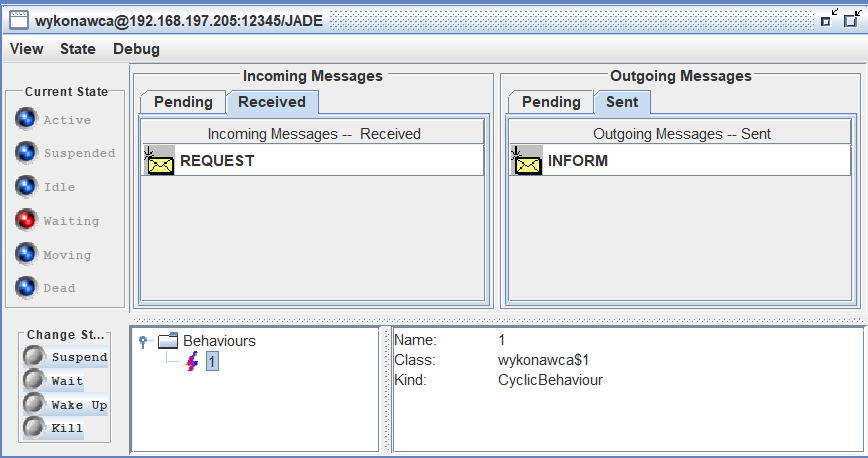 wykonawca@192.168.197.205:12345/JADE
View State Debug
Current State
Active
Suspended
Idle
Waiting
Moving
Dead
Incoming Messages
Pending Received
Incoming Messages -- Received
REQUEST
Outgoing Messages
Pending Sent
Outgoing Messages -- Sent
INFORM
Change St...
Suspend
Wait
Wake Up
Kill
Behaviours
1
Name: 1
Class: wykonawca$1
Kind: CyclicBehaviour